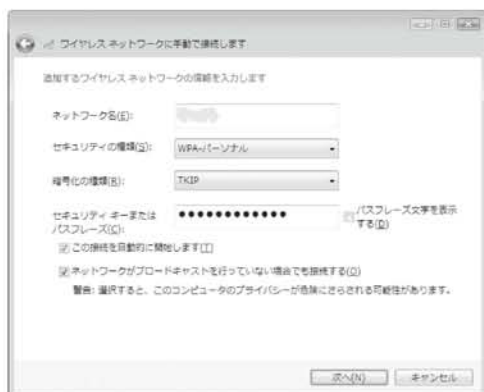 ワイヤレス ネットワークに手動で接続します
追加するワイヤレス ネットワークの情報を入力します
ネットワーク名(E):
セキュリティの種類(S): WPA-パーソナル
暗号化の種類(R): TKIP
セキュリティ キーまたは ●●●●●●●●●●●● パスフレーズ文字を表示
パスフレーズ(C): する(D)
この接続を自動的に開始します(T)
ネットワークがブロードキャストを行っていない場合でも接続する(O)
警告: 選択すると、このコンピュータのプライバシーが危険にさらされる可能性があります。
次へ(N) キャンセル